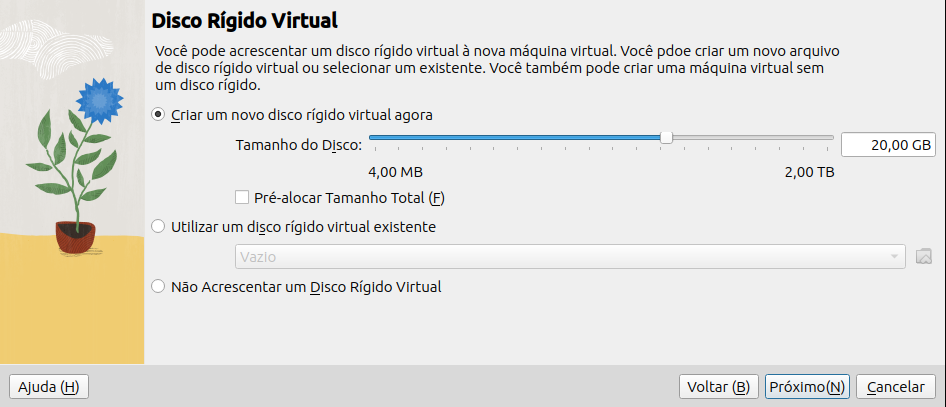 Disco Rígido Virtual
Você pode acrescentar um disco rígido virtual à nova máquina virtual. Você pdoe criar um novo arquivo
de disco rígido virtual ou selecionar um existente. Você também pode criar uma máquina virtual sem
um disco rígido.
Criar um novo disco rígido virtual agora
Tamanho do Disco:
20,00 GB
4,00 MB
2,00 TB
Pré-alocar Tamanho Total (F)
Utilizar um disco rígido virtual existente
Vazio
Não Acrescentar um Disco Rígido Virtual
Ajuda (H)
Voltar (B)
Próximo(N)
Cancelar